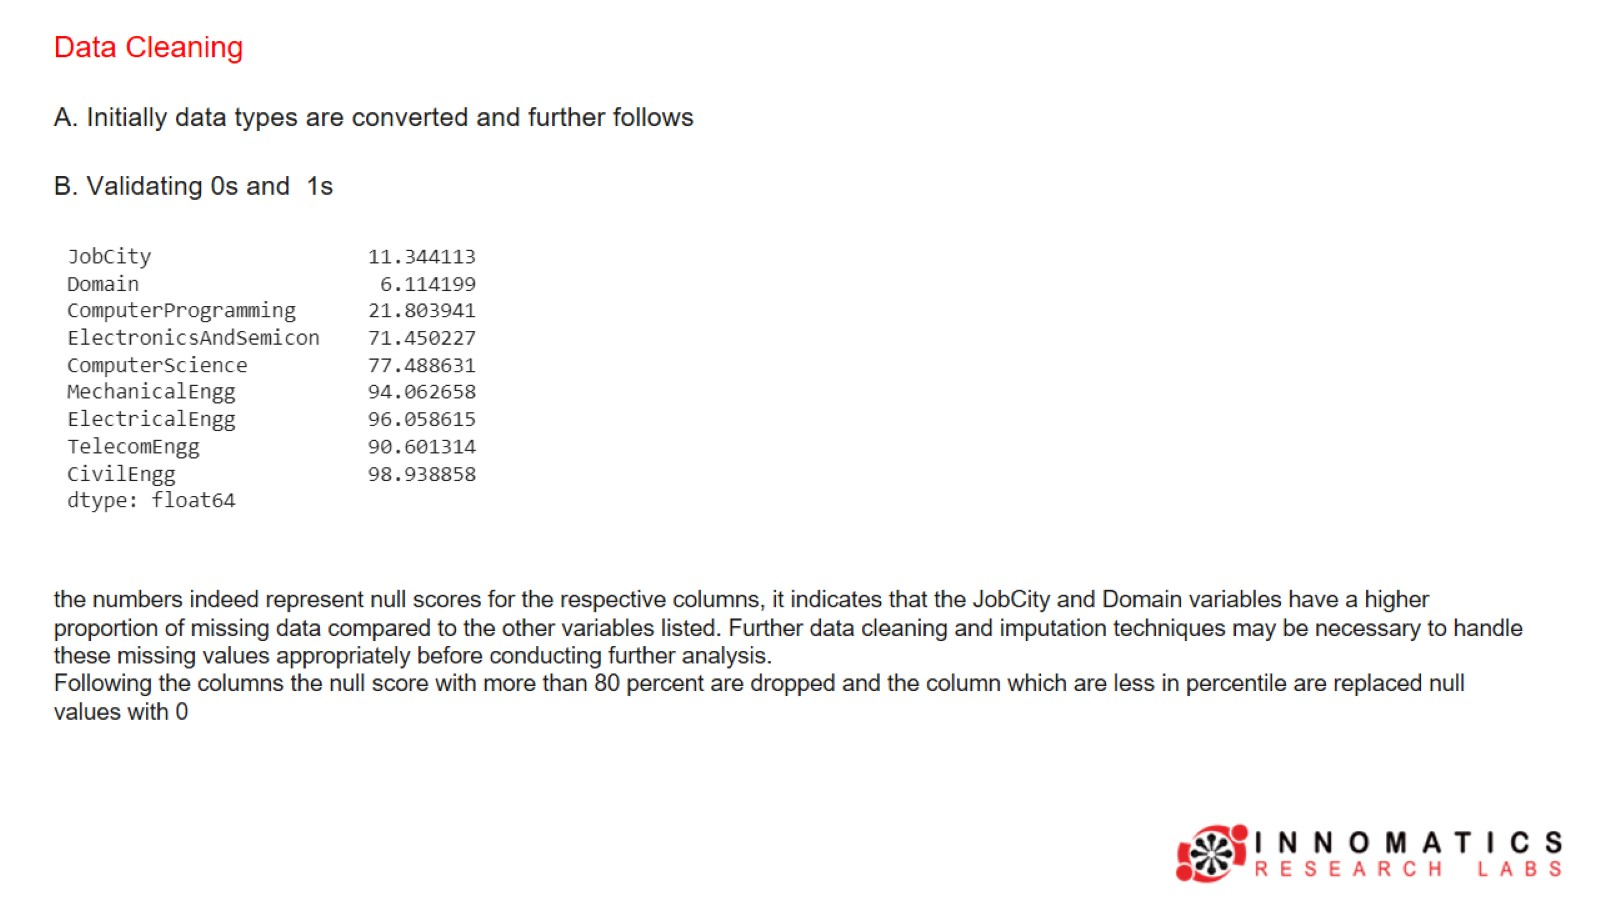 Data Cleaning
A. Initially data types are converted and further follows
B. Validating 0s and  1s
JobCity 11.344113
Domain 6.114199
ComputerProgramming 21.803941
ElectronicsAndSemicon 71.450227
ComputerScience 77.488631
MechanicalEngg 94.062658
ElectricalEngg 96.058615
TelecomEngg 90.601314
CivilEngg 98.938858
dtype: float64
the numbers indeed represent null scores for the respective columns, it indicates that the JobCity and Domain variables have a higher
proportion of missing data compared to the other variables listed. Further data cleaning and imputation techniques may be necessary to handle
these missing values appropriately before conducting further analysis.
Following the columns the null score with more than 80 percent are dropped and the column which are less in percentile are replaced null
values with 0
INNOMATICS
RESEARCH LABS